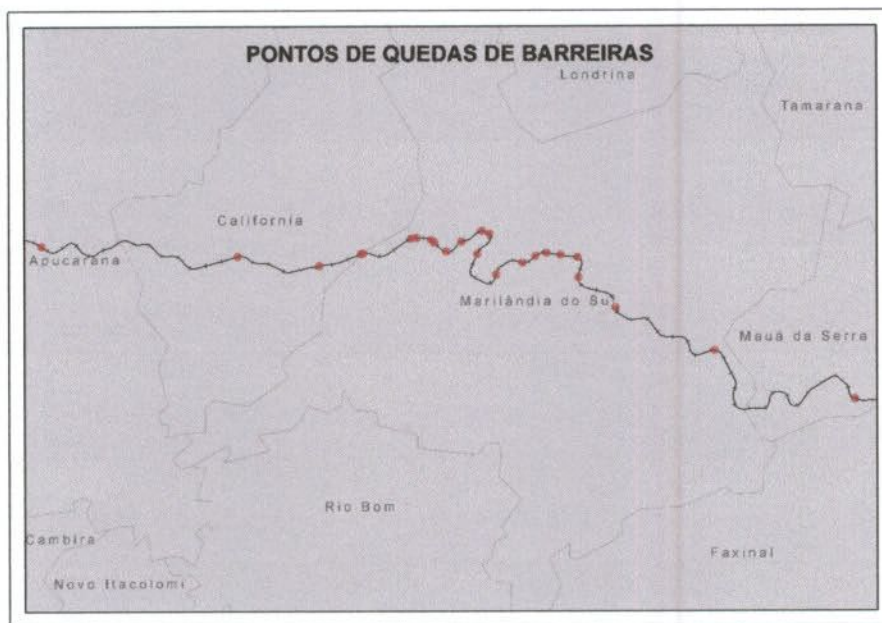 PONTOS DE QUEDAS DE BARREIRAS
Londrina
Tamarana
California
Apucarana
Marilândia do Su
Mauá da Serra
Rio Bom
Cambira
Faxinal
Novo Itacolomi